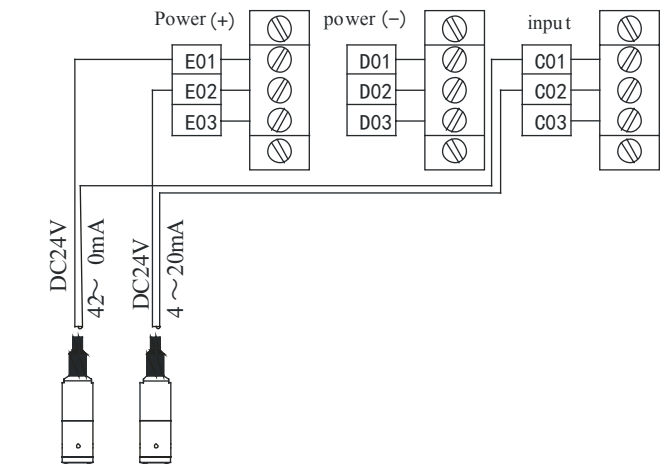 Power (+)
power (−)
input
E01
D01
C01
E02
D02
C02
E03
D03
C03
DC24V
42～ 0mA
DC24V
4 ～20mA